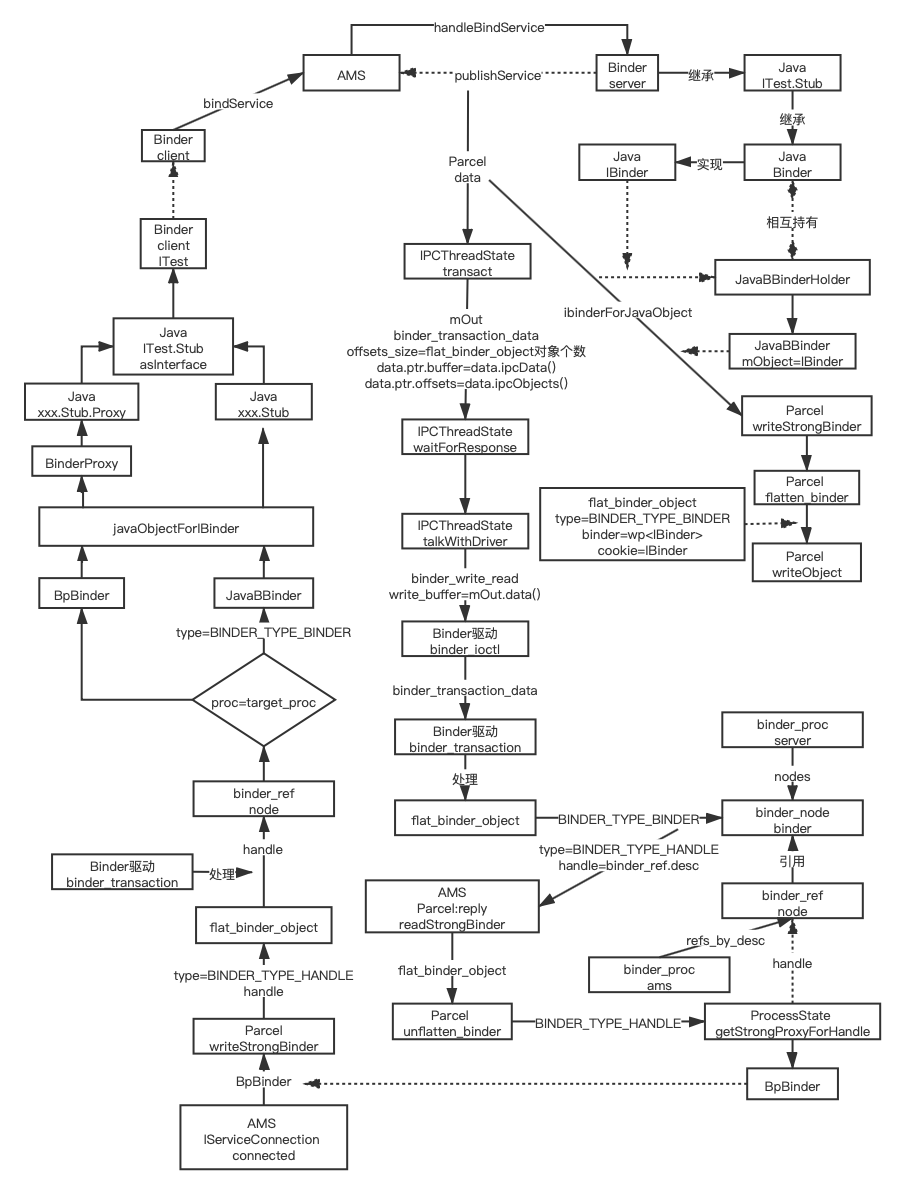 handleBindService
AMS
publishService
Binder
server
继承
Java
ITest.Stub
bindService
继承
Binder
client
Parcel
data
Java
IBinder
实现
Java
Binder
相互持有
Binder
client
ITest
IPCThreadState
transact
JavaBBinderHolder
ibinderForJavaObject
mOut
binder_transaction_data
offsets_size=flat_binder_object对象个数
data.ptr.buffer=data.ipcData()
data.ptr.offsets=data.ipcObjects()
JavaBBinder
mObject=IBinder
Java
ITest.Stub
asInterface
Java
xxx.Stub.Proxy
Java
xxx.Stub
Parcel
writeStrongBinder
IPCThreadState
waitForResponse
BinderProxy
Parcel
flatten_binder
flat_binder_object
type=BINDER_TYPE_BINDER
binder=wp<IBinder>
cookie=IBinder
javaObjectForIBinder
IPCThreadState
talkWithDriver
Parcel
writeObject
BpBinder
JavaBBinder
binder_write_read
write_buffer=mOut.data()
type=BINDER_TYPE_BINDER
Binder驱动
binder_ioctl
proc=target_proc
binder_transaction_data
Binder驱动
binder_transaction
binder_proc
server
处理
nodes
binder_ref
node
flat_binder_object
BINDER_TYPE_BINDER
binder_node
binder
handle
type=BINDER_TYPE_HANDLE
handle=binder_ref.desc
引用
Binder驱动
binder_transaction
处理
AMS
Parcel:reply
readStrongBinder
binder_ref
node
flat_binder_object
refs_by_desc
flat_binder_object
binder_proc
ams
handle
type=BINDER_TYPE_HANDLE
handle
Parcel
writeStrongBinder
Parcel
unflatten_binder
BINDER_TYPE_HANDLE
ProcessState
getStrongProxyForHandle
BpBinder
BpBinder
AMS
IServiceConnection
connected